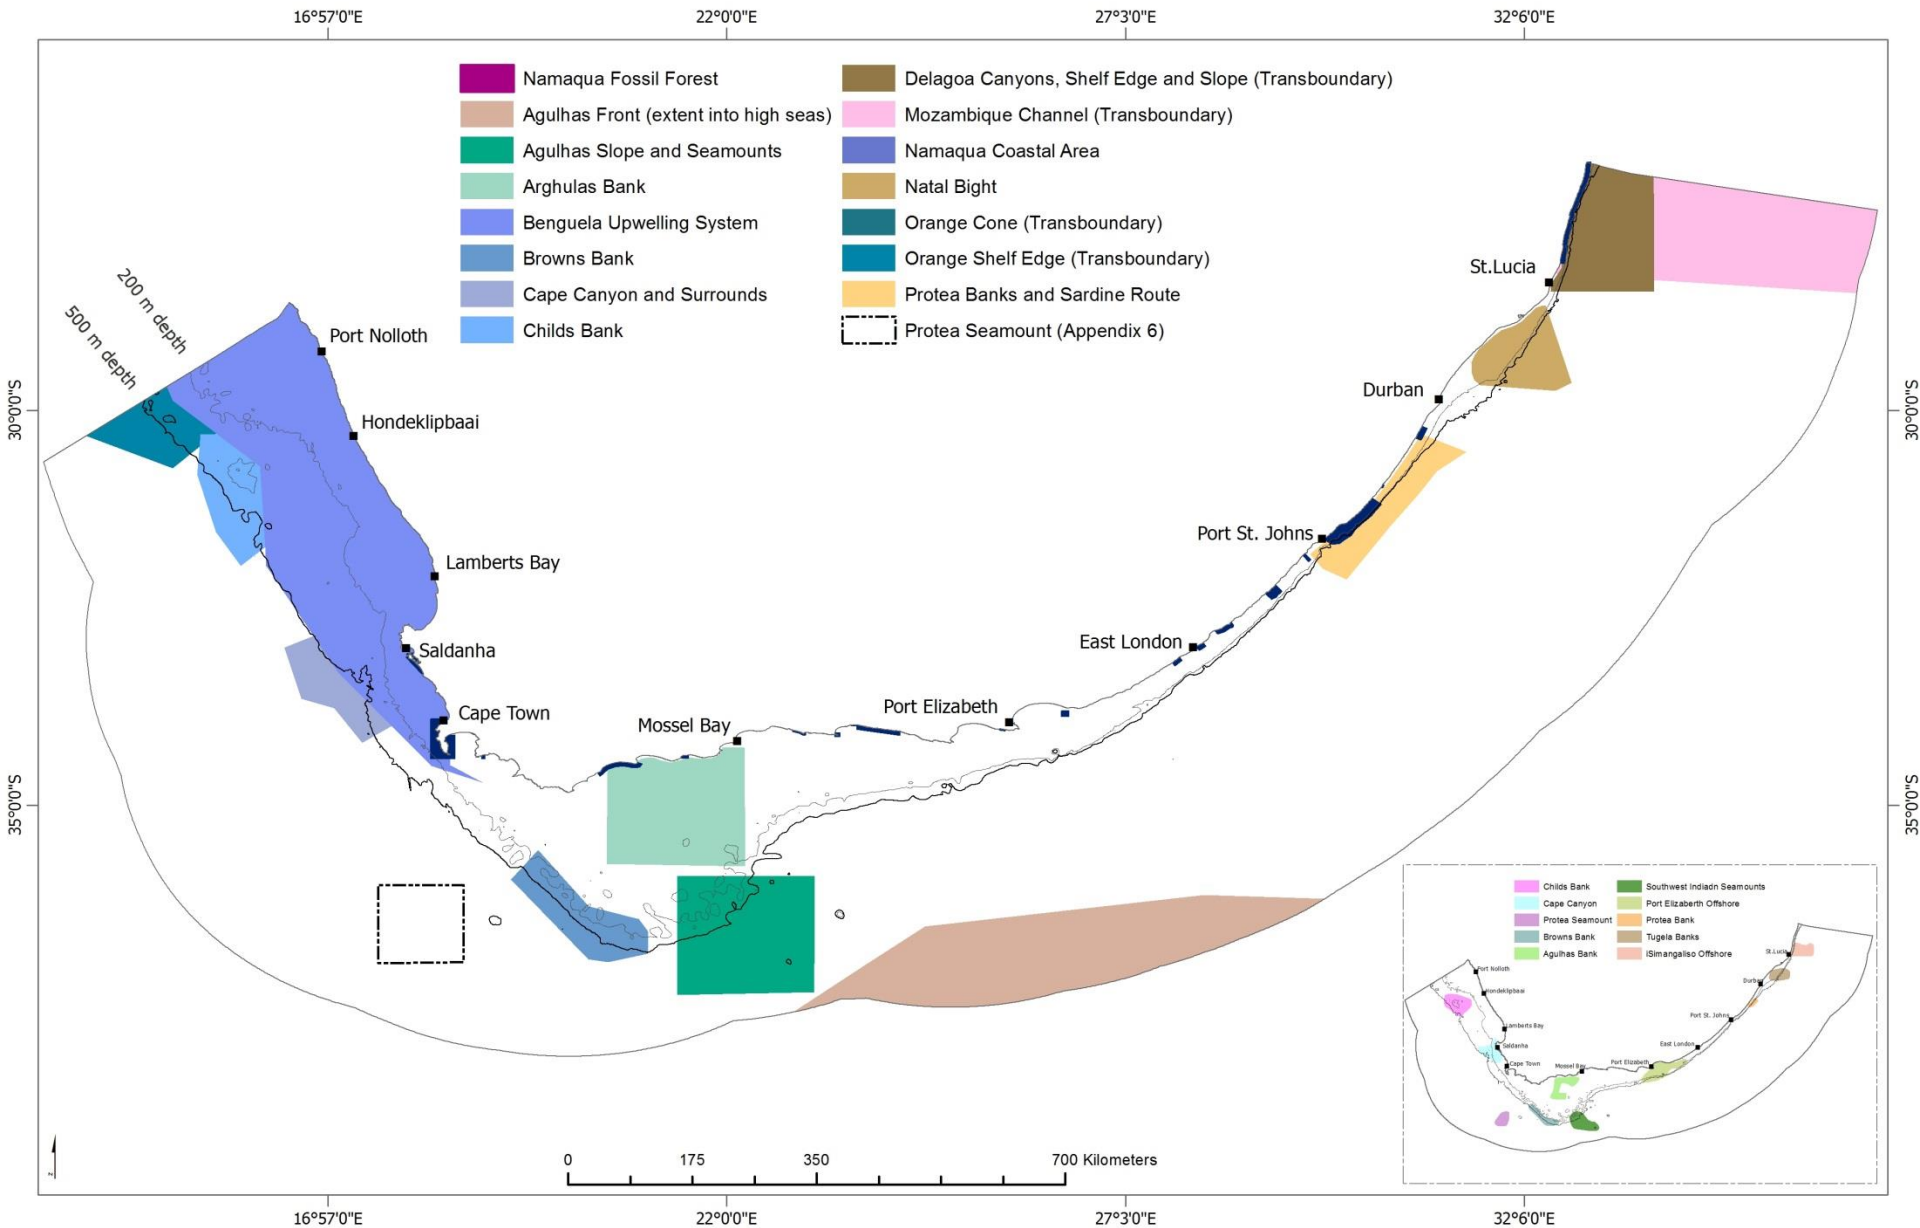 16°57'0"E
22°0'0"E
27°3'0"E
32°6'0"E
Namaqua Fossil Forest
Agulhas Front (extent into high seas)
Agulhas Slope and Seamounts
Arghulas Bank
Benguela Upwelling System
Browns Bank
Cape Canyon and Surrounds
Childs Bank
Delagoa Canyons, Shelf Edge and Slope (Transboundary)
Mozambique Channel (Transboundary)
Namaqua Coastal Area
Natal Bight
Orange Cone (Transboundary)
Orange Shelf Edge (Transboundary)
Protea Banks and Sardine Route
Protea Seamount (Appendix 6)
200 m depth
500 m depth
Port Nolloth
Hondeklipbaai
Lamberts Bay
Saldanha
Cape Town
Mossel Bay
Port Elizabeth
East London
Port St. Johns
Durban
St.Lucia
30°0'0"S
30°0'0"S
35°0'0"S
35°0'0"S
Childs Bank
Cape Canyon
Protea Seamount
Browns Bank
Agulhas Bank
Southwest Indiadn Seamounts
Port Elizaberth Offshore
Protea Bank
Tugela Banks
iSimangaliso Offshore
Port Nolloth
Hondeklipbaai
Lamberts Bay
Saldanha
Cape Town
Mossel Bay
Port Elizabeth
East London
Port St. Johns
Durban
St.Lucia
z
0 175 350 700 Kilometers
16°57'0"E
22°0'0"E
27°3'0"E
32°6'0"E